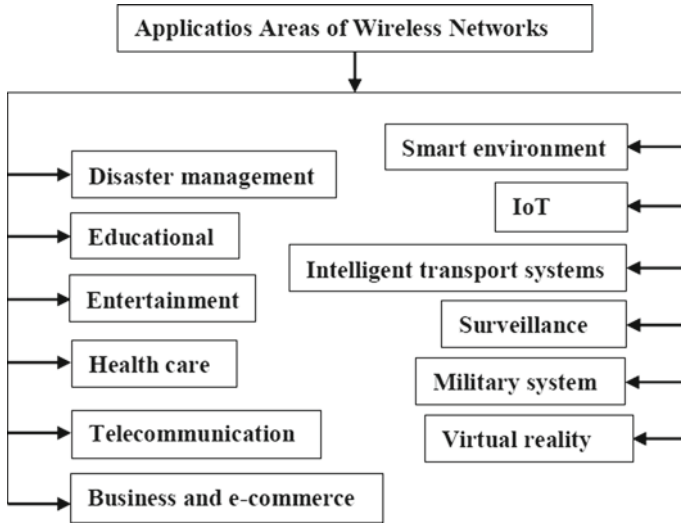 Applicatios Areas of Wireless Networks
Disaster management
Educational
Entertainment
Health care
Telecommunication
Business and e-commerce
Smart environment
IoT
Intelligent transport systems
Surveillance
Military system
Virtual reality